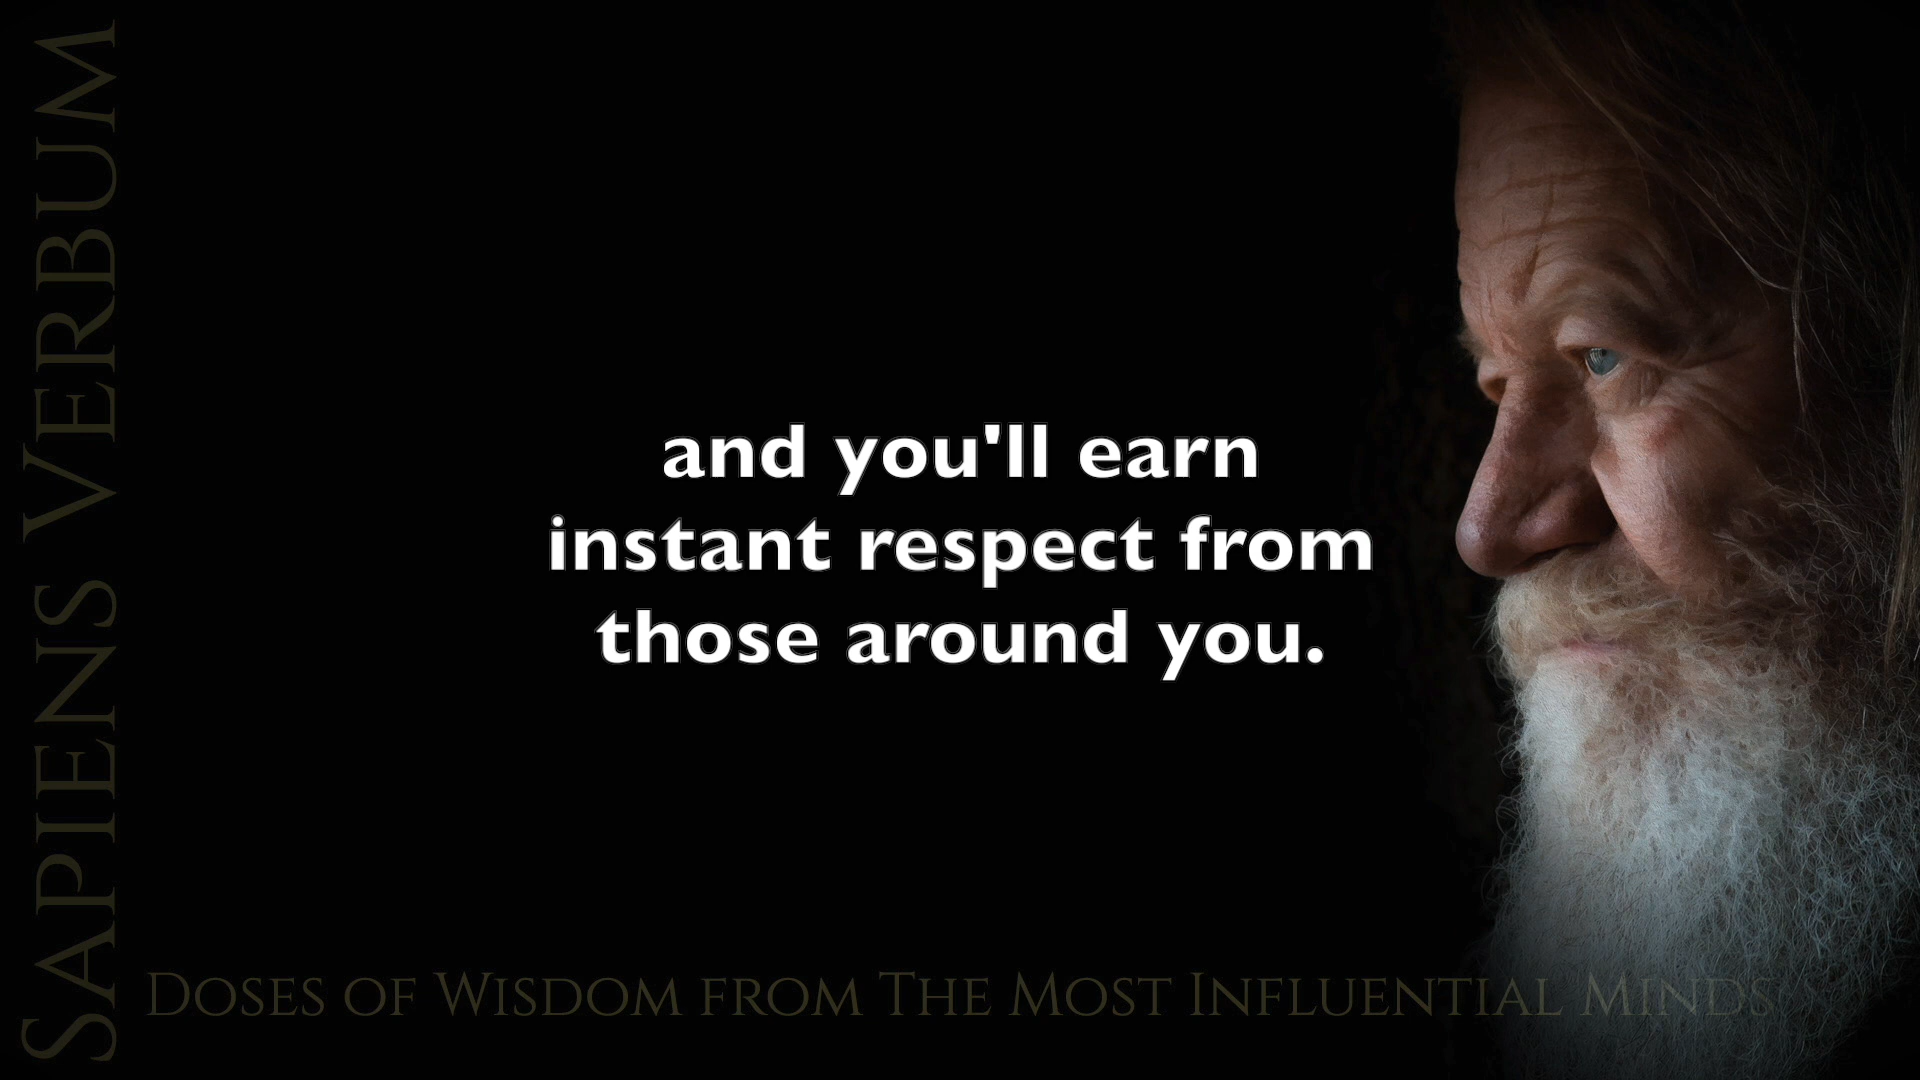 SAPIENS VERBUM
and you'll earn
instant respect from
those around you.
DOSES OF WISDOM FROM THE MOST INFLUENTIAL MINDS